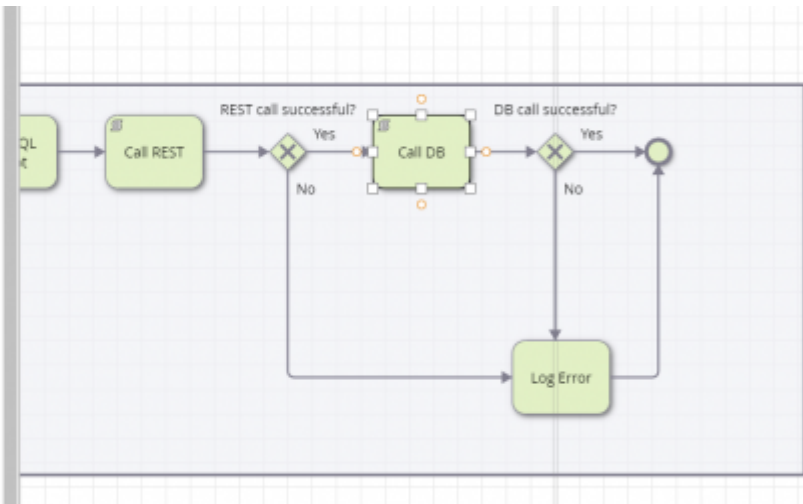 REST call successful?
DB call successful?
Yes
Yes
QL
Call REST
Call DB
No
No
Log Error